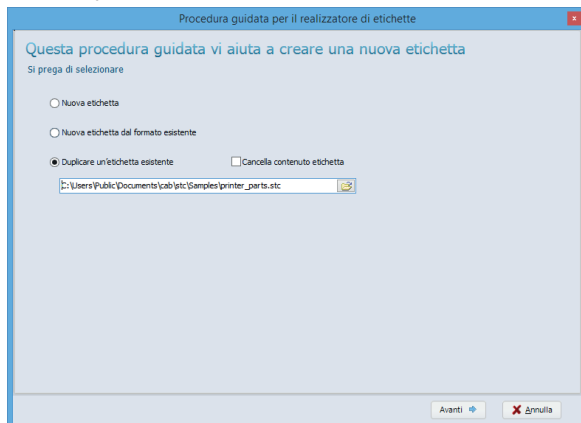 Procedura guidata per il realizzatore di etichette
x
Questa procedura guidata vi aiuta a creare una nuova etichetta
Si prega di selezionare
Nuova etichetta
Nuova etichetta dal formato esistente
Duplicare un'etichetta esistente Cancella contenuto etichetta
C:\Users\Public\Documents\cab\stc\Samples\printer_parts.stc
Avanti Annulla